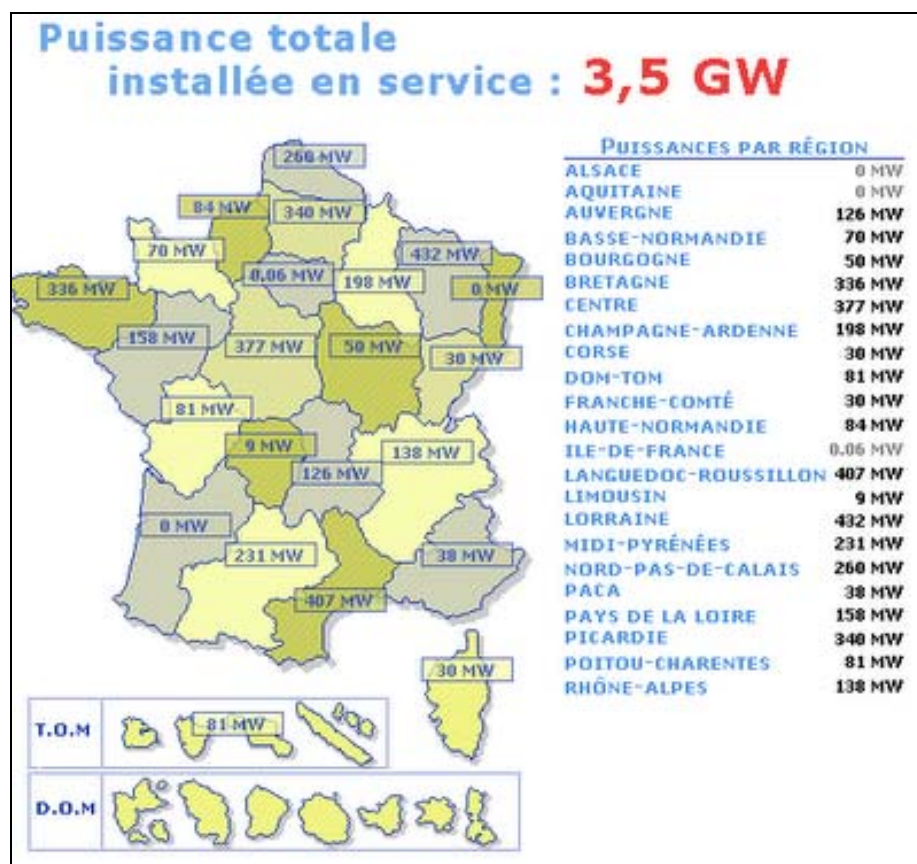 Puissance totale
installée en service : 3,5 GW
PUISSANCES PAR RÉGION
ALSACE 0 MW
AQUITAINE 0 MW
AUVERGNE 126 MW
BASSE-NORMANDIE 70 MW
BOURGOGNE 50 MW
BRETAGNE 336 MW
CENTRE 377 MW
CHAMPAGNE-ARDENNE 198 MW
CORSE 30 MW
DOM-TOM 81 MW
FRANCHE-COMTÉ 30 MW
HAUTE-NORMANDIE 84 MW
ILE-DE-FRANCE 0.06 MW
LANGUEDOC-ROUSSILLON 407 MW
LIMOUSIN 9 MW
LORRAINE 432 MW
MIDI-PYRÉNÉES 231 MW
NORD-PAS-DE-CALAIS 260 MW
PACA 38 MW
PAYS DE LA LOIRE 158 MW
PICARDIE 340 MW
POITOU-CHARENTES 81 MW
RHÔNE-ALPES 138 MW
260 MW
84 MW
340 MW
70 MW
432 MW
0.06 MW
198 MW
336 MW
0 MW
158 MW
377 MW
50 MW
30 MW
81 MW
9 MW
138 MW
126 MW
0 MW
231 MW
38 MW
407 MW
30 MW
T.O.M
81 MW
D.O.M